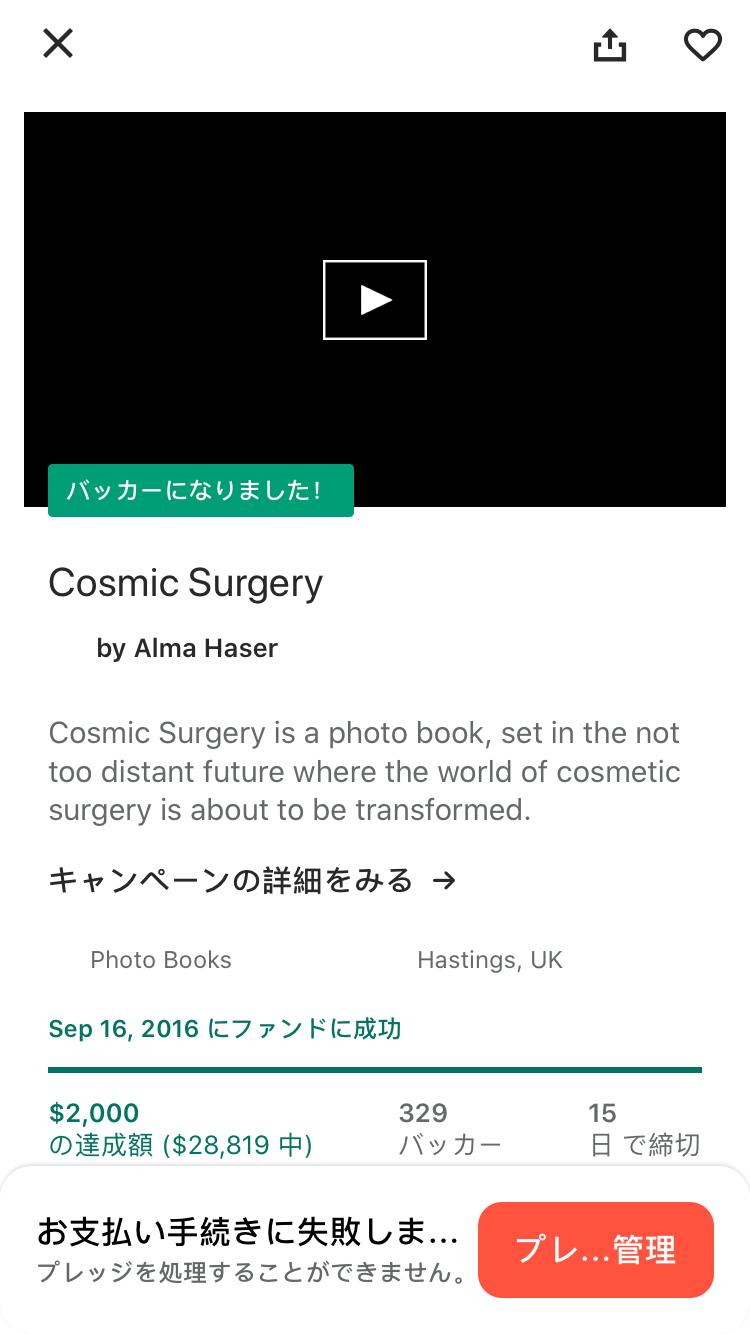 バッカーになりました!
Cosmic Surgery
by Alma Haser
Cosmic Surgery is a photo book, set in the not
too distant future where the world of cosmetic
surgery is about to be transformed.
キャンペーンの詳細をみる →
Photo Books
Hastings, UK
Sep 16, 2016 にファンドに成功
$2,000
の達成額 ($28,819 中)
329
バッカー
15
日 で締切
お支払い手続きに失敗しま...
プレッジを処理することができません。
プレ...管理